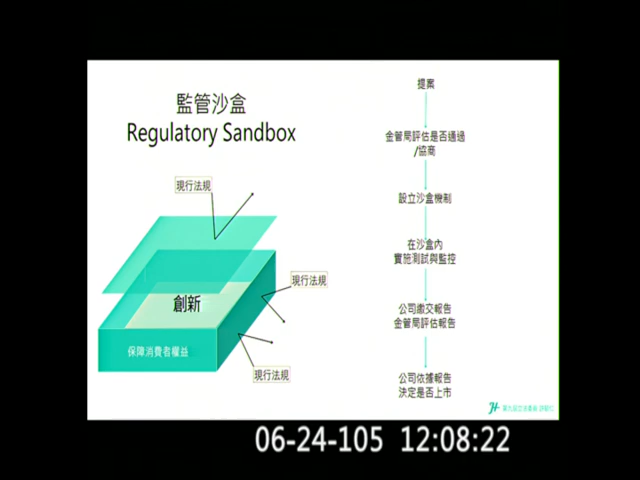 監管沙盒
Regulatory Sandbox
現行法規
現行法規
創新
保障消費者權益
現行法規
提案
金管局評估是否通過
/協商
設立沙盒機制
在沙盒內
實施測試與監控
公司繳交報告
金管局評估報告
公司依據報告
決定是否上市
06-24-105 12:08:22